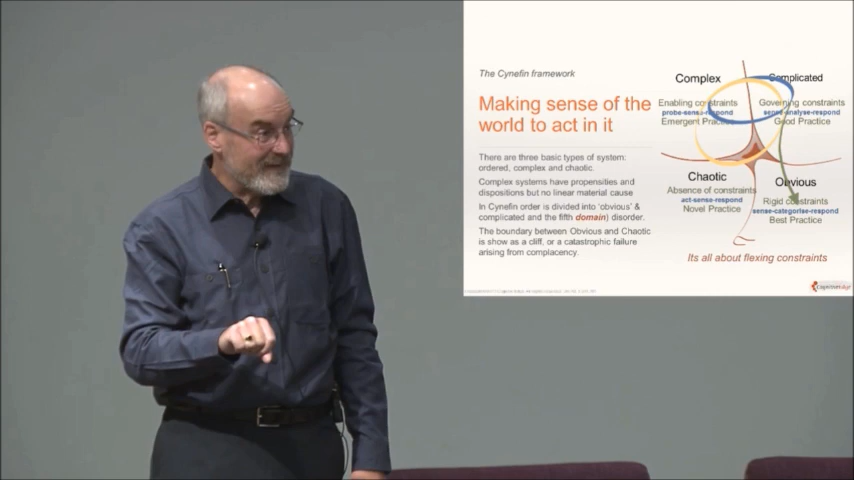 The Cynefin framework
Making sense of the
world to act in it
There are three basic types of system:
ordered, complex and chaotic.
Complex systems have propensities and
dispositions but no linear material cause
In Cynefin order is divided into 'obvious' &
complicated and the fifth domain) disorder.
The boundary between Obvious and Chaotic
is show as a cliff, or a catastrophic failure
arising from complacency.
Complex
Enabling constraints
probe-sense-respond
Emergent Practice
Complicated
Governing constraints
sense-analyse-respond
Good Practice
Chaotic
Absence of constraints
act-sense-respond
Novel Practice
Obvious
Rigid constraints
sense-categorise-respond
Best Practice
Its all about flexing constraints
CognitiveEdge